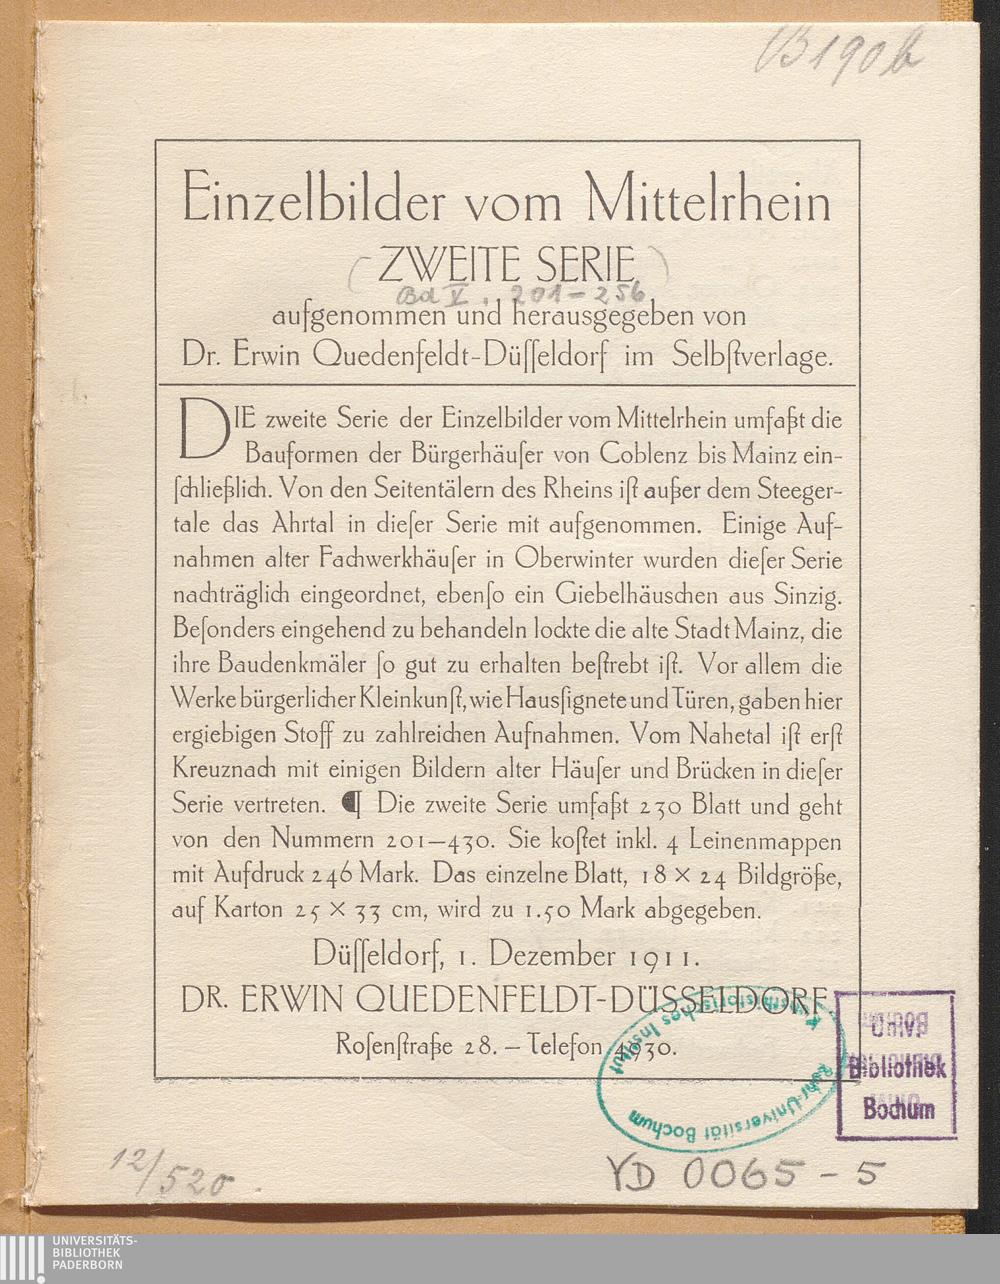 B 190 b
Einzelbilder vom Mittelrhein
(ZWEITE SERIE)
Bd V. 201-256
aufgenommen und herausgegeben von
Dr. Erwin Quedenfeldt-Düſſeldorf im Selbſtverlage.
DIE zweite Serie der Einzelbilder vom Mittelrhein umfaßt die
Bauformen der Bürgerhäuſer von Coblenz bis Mainz ein-
ſchließlich. Von den Seitentälern des Rheins iſt außer dem Steeger-
tale das Ahrtal in dieſer Serie mit aufgenommen. Einige Auf-
nahmen alter Fachwerkhäuſer in Oberwinter wurden dieſer Serie
nachträglich eingeordnet, ebenſo ein Giebelhäuschen aus Sinzig.
Beſonders eingehend zu behandeln lockte die alte Stadt Mainz, die
ihre Baudenkmäler ſo gut zu erhalten beſtrebt iſt. Vor allem die
Werke bürgerlicher Kleinkunſt, wie Hausſignete und Türen, gaben hier
ergiebigen Stoff zu zahlreichen Aufnahmen. Vom Nahetal iſt erſt
Kreuznach mit einigen Bildern alter Häuſer und Brücken in dieſer
Serie vertreten. ¶ Die zweite Serie umfaßt 230 Blatt und geht
von den Nummern 201—430. Sie koſtet inkl. 4 Leinenmappen
mit Aufdruck 246 Mark. Das einzelne Blatt, 18 × 24 Bildgröße,
auf Karton 25 × 33 cm, wird zu 1.50 Mark abgegeben.
Düſſeldorf, 1. Dezember 1911.
DR. ERWIN QUEDENFELDT-DÜSSELDORF
Roſenſtraße 28. — Telefon 4930.
Kunsthistorisches Institut
Ruhr-Universität Bochum
Univ.
Bibliothek
Bochum
12/520.
YD 0065-5
UNIVERSITÄTS-
BIBLIOTHEK
PADERBORN